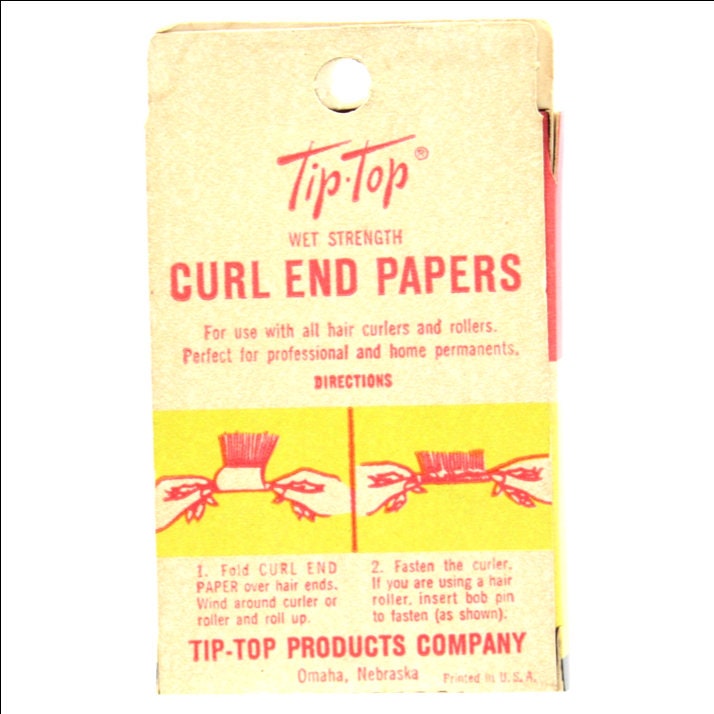 Tip-Top®
WET STRENGTH
CURL END PAPERS
For use with all hair curlers and rollers.
Perfect for professional and home permanents.
DIRECTIONS
1. Fold CURL END
PAPER over hair ends.
Wind around curler or
roller and roll up.
2. Fasten the curler.
If you are using a hair
roller, insert bob pin
to fasten (as shown).
TIP-TOP PRODUCTS COMPANY
Omaha, Nebraska
Printed in U.S.A.